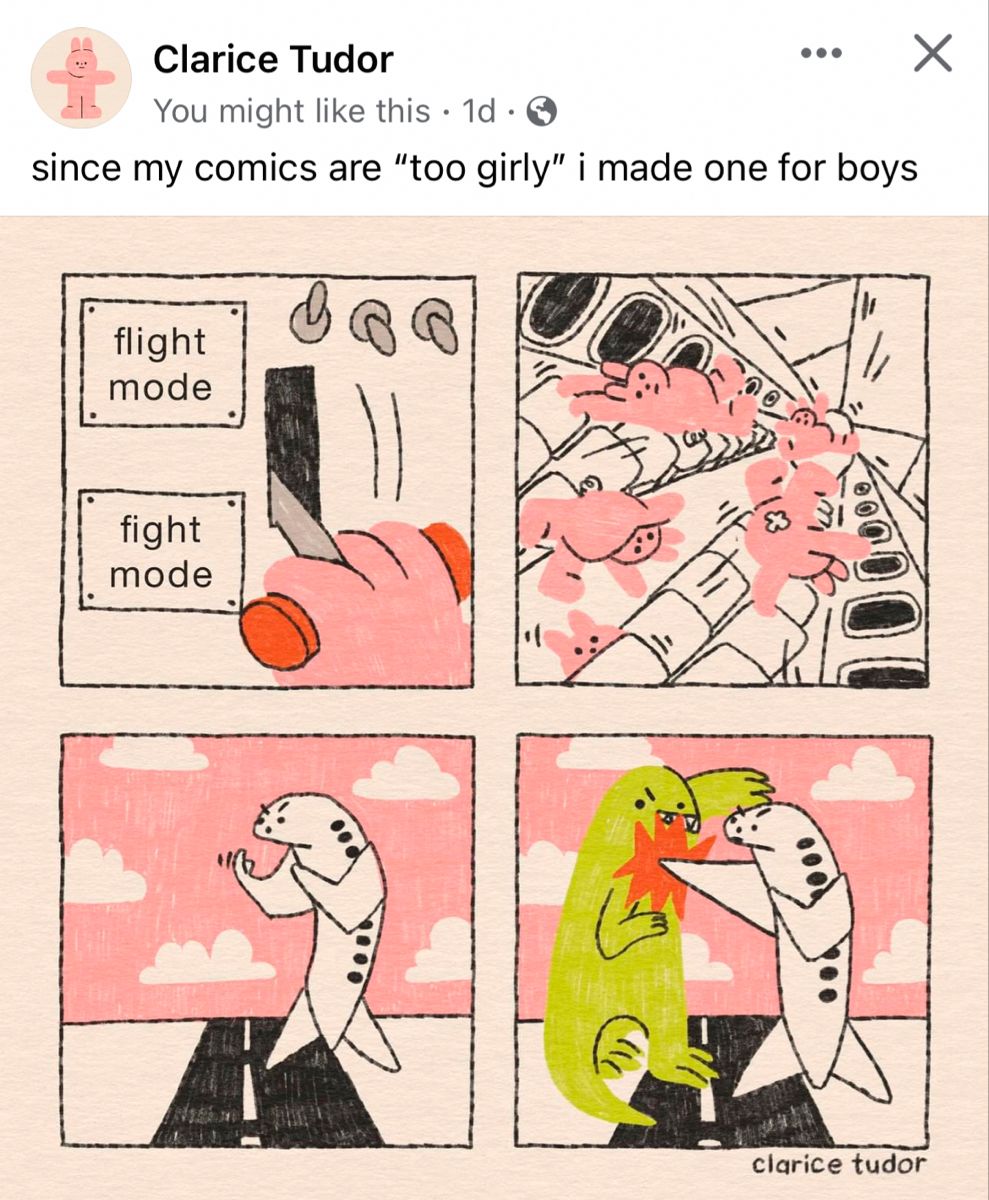 Clarice Tudor
You might like this · 1d ·
since my comics are “too girly” i made one for boys
flight
mode
fight
mode
clarice tudor